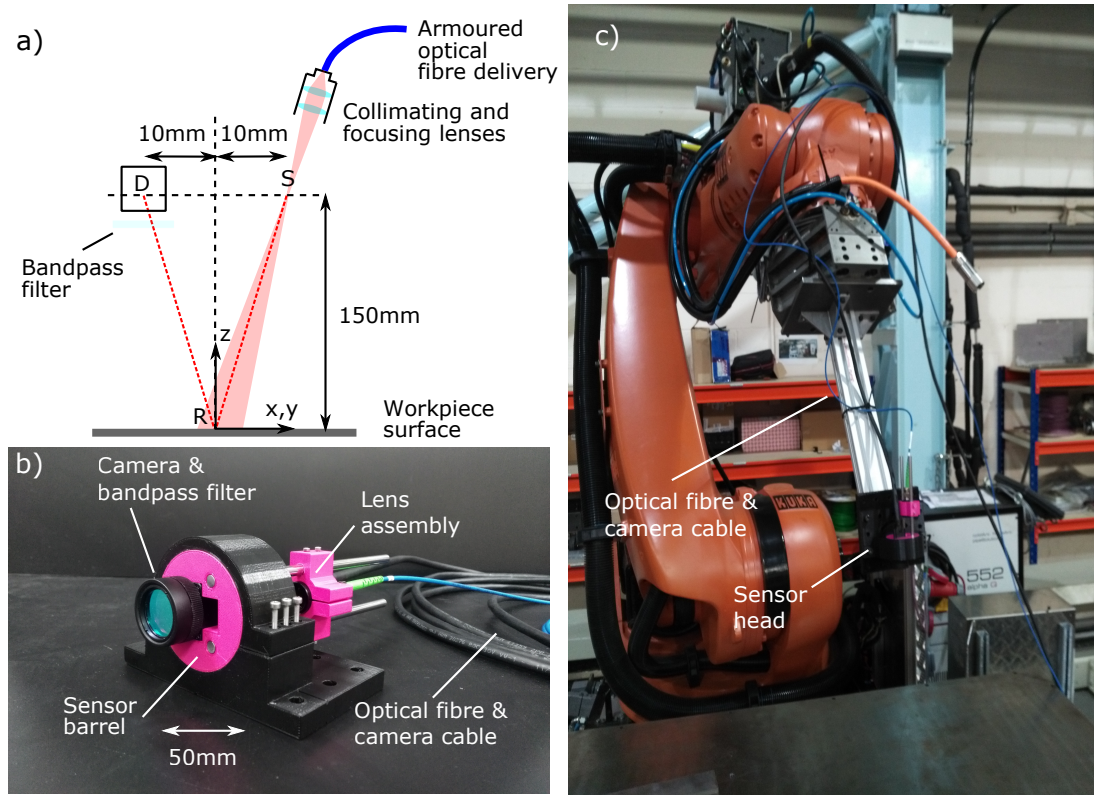 a)
Armoured
optical
fibre delivery
Collimating and
focusing lenses
10mm
10mm
D
S
Bandpass
filter
150mm
z
R
x,y
Workpiece
surface
b)
Camera &
bandpass filter
Lens
assembly
Sensor
barrel
50mm
Optical fibre &
camera cable
c)
Optical fibre &
camera cable
KUKA
Sensor
head
552